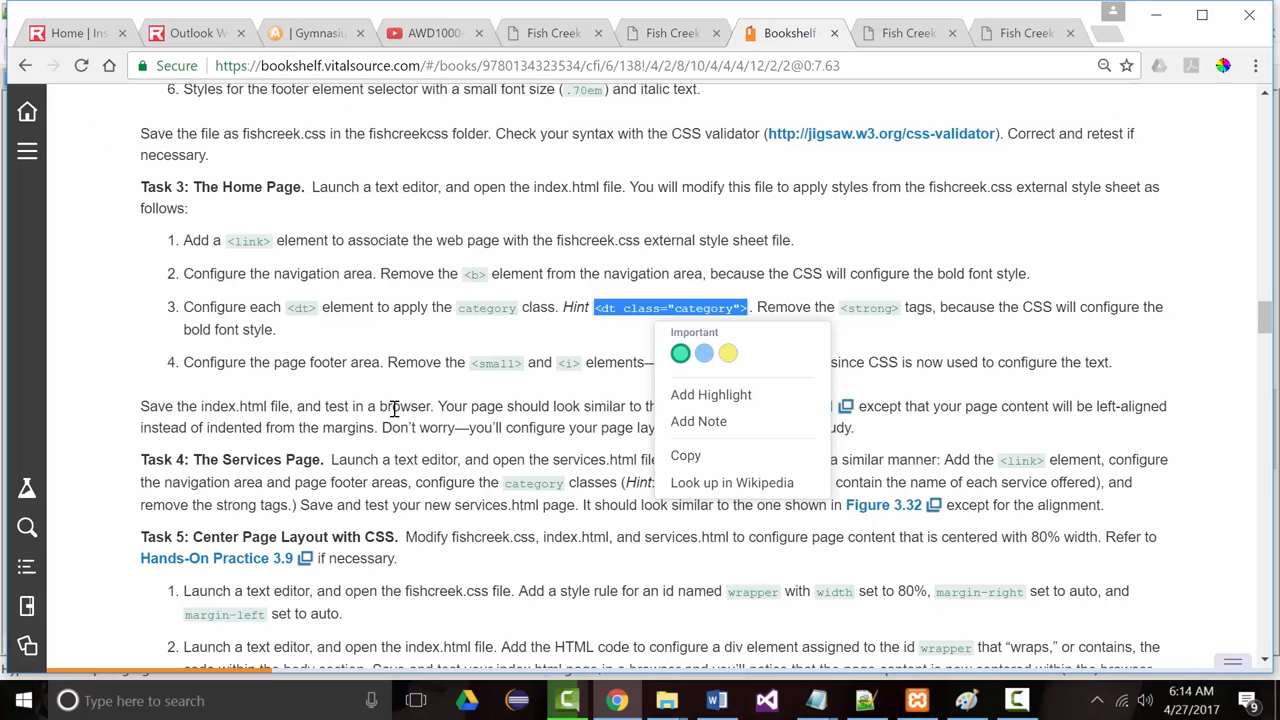 Home | Ins
Outlook W
| Gymnasiu
AWD1000-
Fish Creek
Fish Creek
Bookshelf
Fish Creek
Fish Creek
Secure https://bookshelf.vitalsource.com/#/books/9780134323534/cfi/6/138!/4/2/8/10/4/4/4/12/2/2@0:7.63
6. Styles for the footer element selector with a small font size (.70em) and italic text.
Save the file as fishcreek.css in the fishcreekcss folder. Check your syntax with the CSS validator (http://jigsaw.w3.org/css-validator). Correct and retest if
necessary.
Task 3: The Home Page. Launch a text editor, and open the index.html file. You will modify this file to apply styles from the fishcreek.css external style sheet as
follows:
1. Add a <link> element to associate the web page with the fishcreek.css external style sheet file.
2. Configure the navigation area. Remove the <b> element from the navigation area, because the CSS will configure the bold font style.
3. Configure each <dt> element to apply the category class. Hint <dt class="category">. Remove the <strong> tags, because the CSS will configure the
bold font style.
4. Configure the page footer area. Remove the <small> and <i> elements— since CSS is now used to configure the text.
Save the index.html file, and test in a browser. Your page should look similar to th except that your page content will be left-aligned
instead of indented from the margins. Don't worry—you'll configure your page lay udy.
Task 4: The Services Page. Launch a text editor, and open the services.html file a similar manner: Add the <link> element, configure
the navigation area and page footer areas, configure the category classes (Hint: contain the name of each service offered), and
remove the strong tags.) Save and test your new services.html page. It should look similar to the one shown in Figure 3.32 except for the alignment.
Task 5: Center Page Layout with CSS. Modify fishcreek.css, index.html, and services.html to configure page content that is centered with 80% width. Refer to
Hands-On Practice 3.9 if necessary.
1. Launch a text editor, and open the fishcreek.css file. Add a style rule for an id named wrapper with width set to 80%, margin-right set to auto, and
margin-left set to auto.
2. Launch a text editor, and open the index.html file. Add the HTML code to configure a div element assigned to the id wrapper that "wraps," or contains, the
Important
Add Highlight
Add Note
Copy
Look up in Wikipedia
Type here to search
6:14 AM
4/27/2017
9